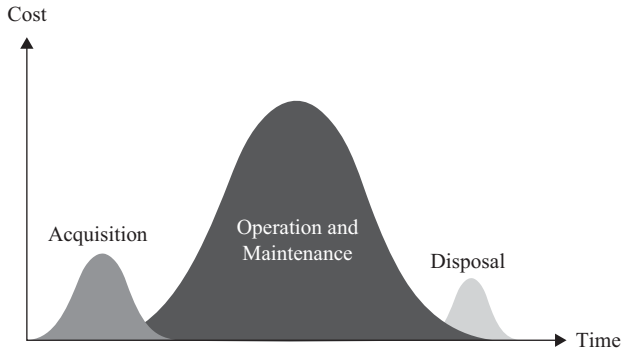 Cost
Acquisition
Operation and
Maintenance
Disposal
Time